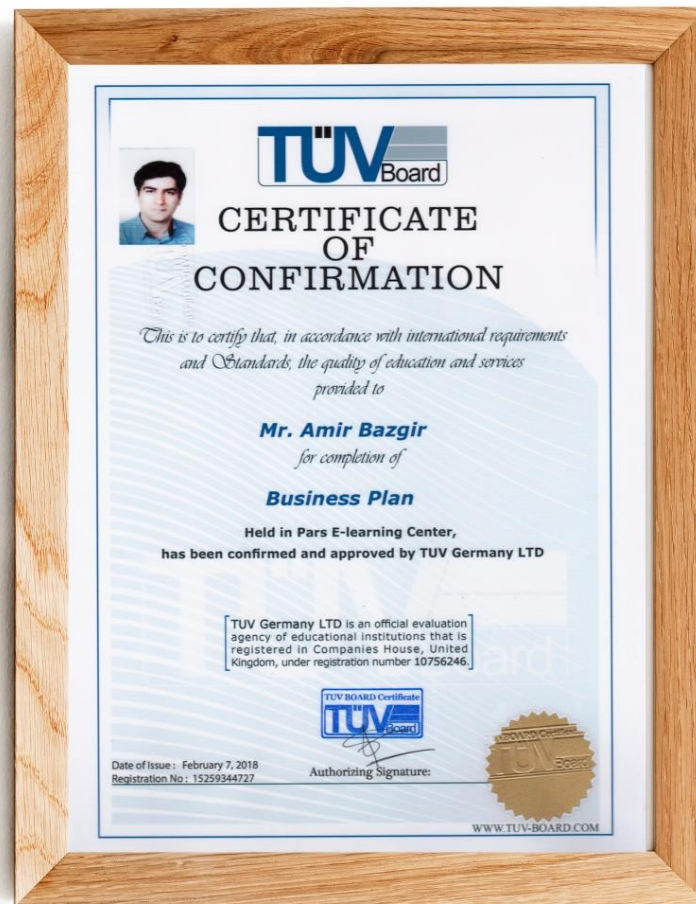 TÜV
Board
CERTIFICATE
OF
CONFIRMATION
This is to certify that, in accordance with international requirements
and Standards, the quality of education and services
provided to
Mr. Amir Bazgir
for completion of
Business Plan
Held in Pars E-learning Center,
has been confirmed and approved by TUV Germany LTD
[TUV Germany LTD is an official evaluation
agency of educational institutions that is
registered in Companies House, United
Kingdom, under registration number 10756246.]
TUV BOARD Certificate
TÜV
Board
Date of Issue : February 7, 2018
Registration No : 15259344727
Authorizing Signature:
TÜV
Board
WWW.TUV-BOARD.COM